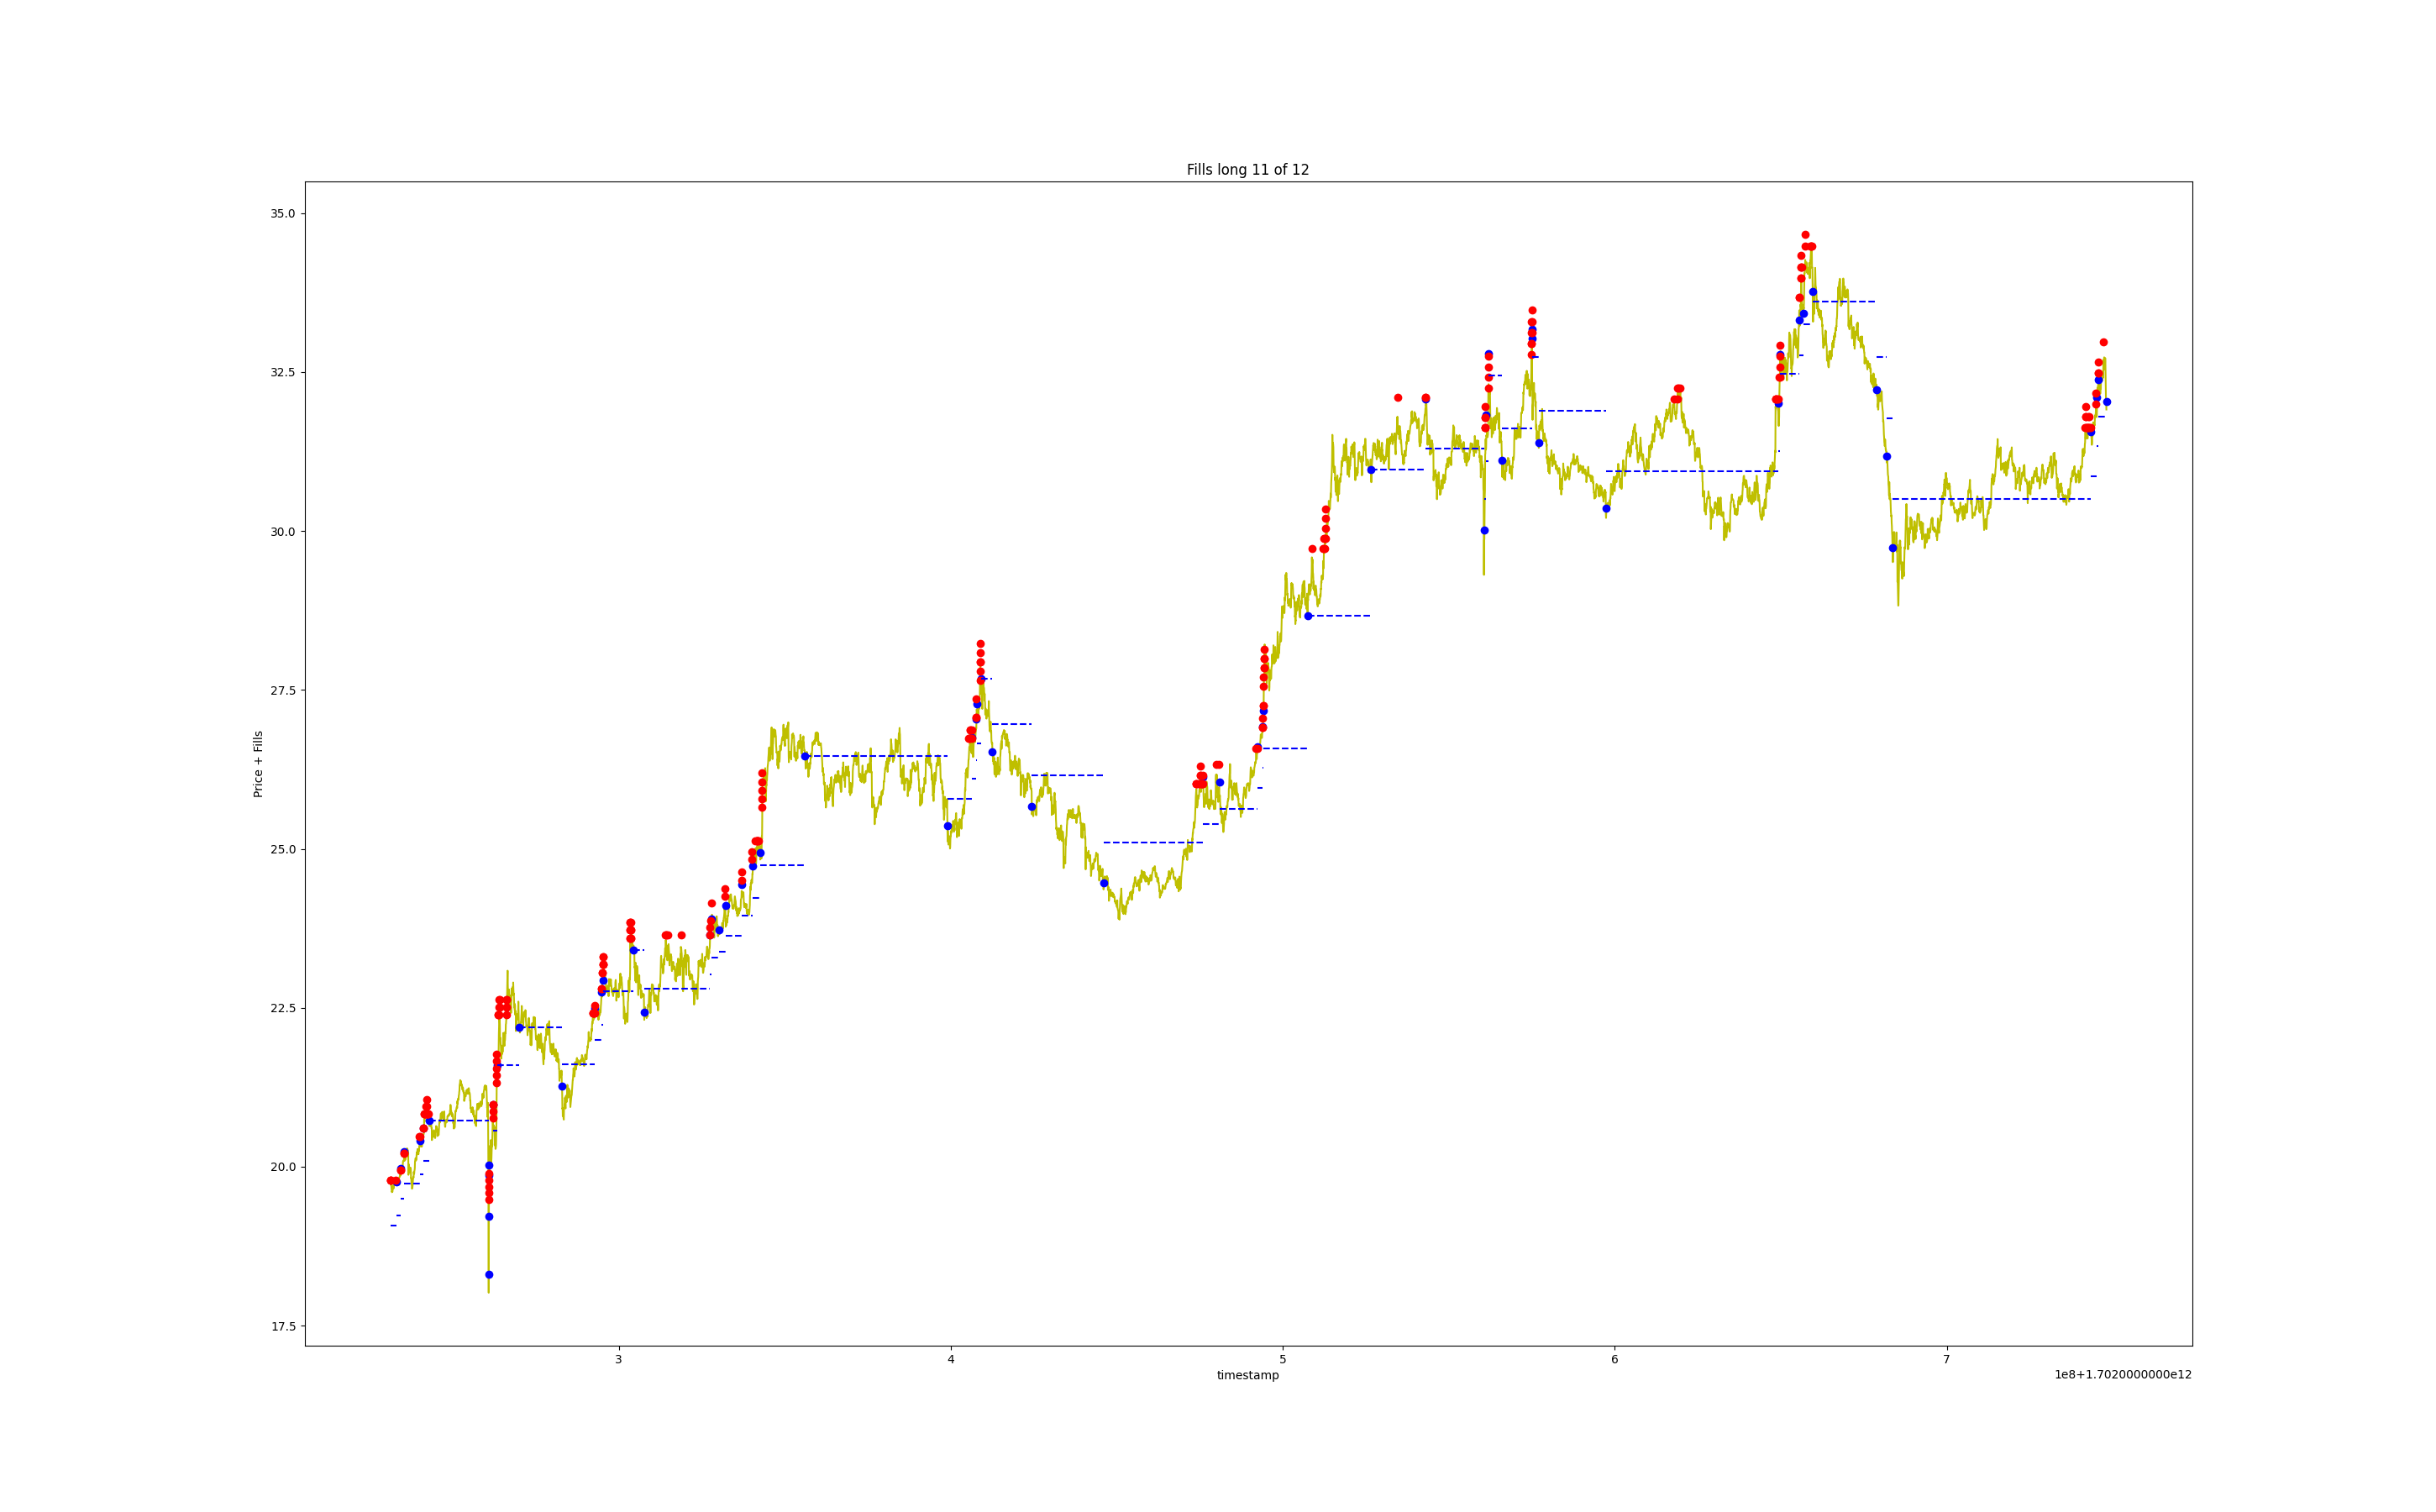 Fills long 11 of 12
35.0
32.5
30.0
27.5
25.0
22.5
20.0
17.5
Price + Fills
3 4 5 6 7
timestamp
1e8+1.7020000000e12